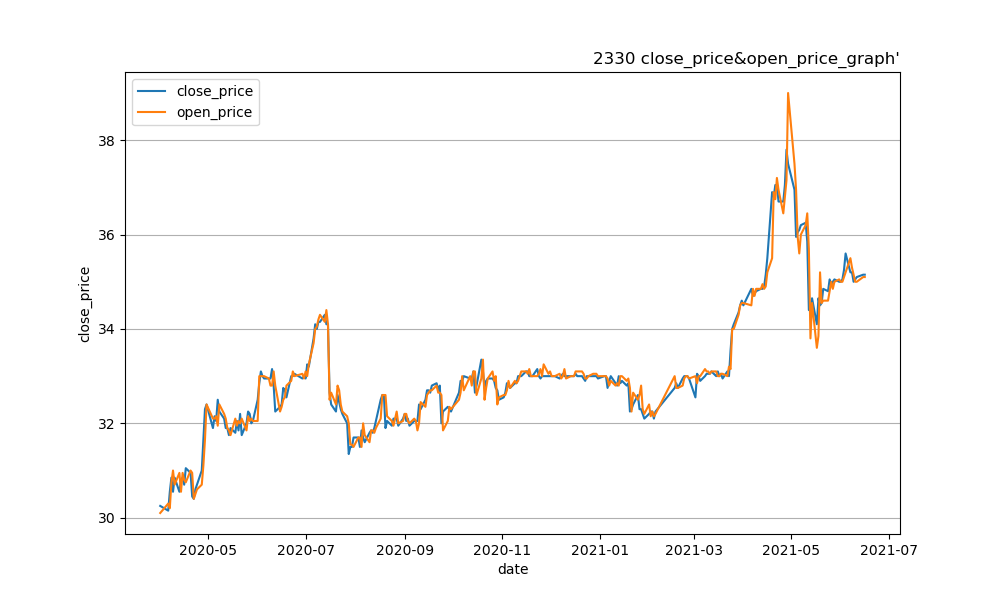 2330 close_price&open_price_graph'
close_price
open_price
38
36
34
32
30
close_price
2020-05 2020-07 2020-09 2020-11 2021-01 2021-03 2021-05 2021-07
date